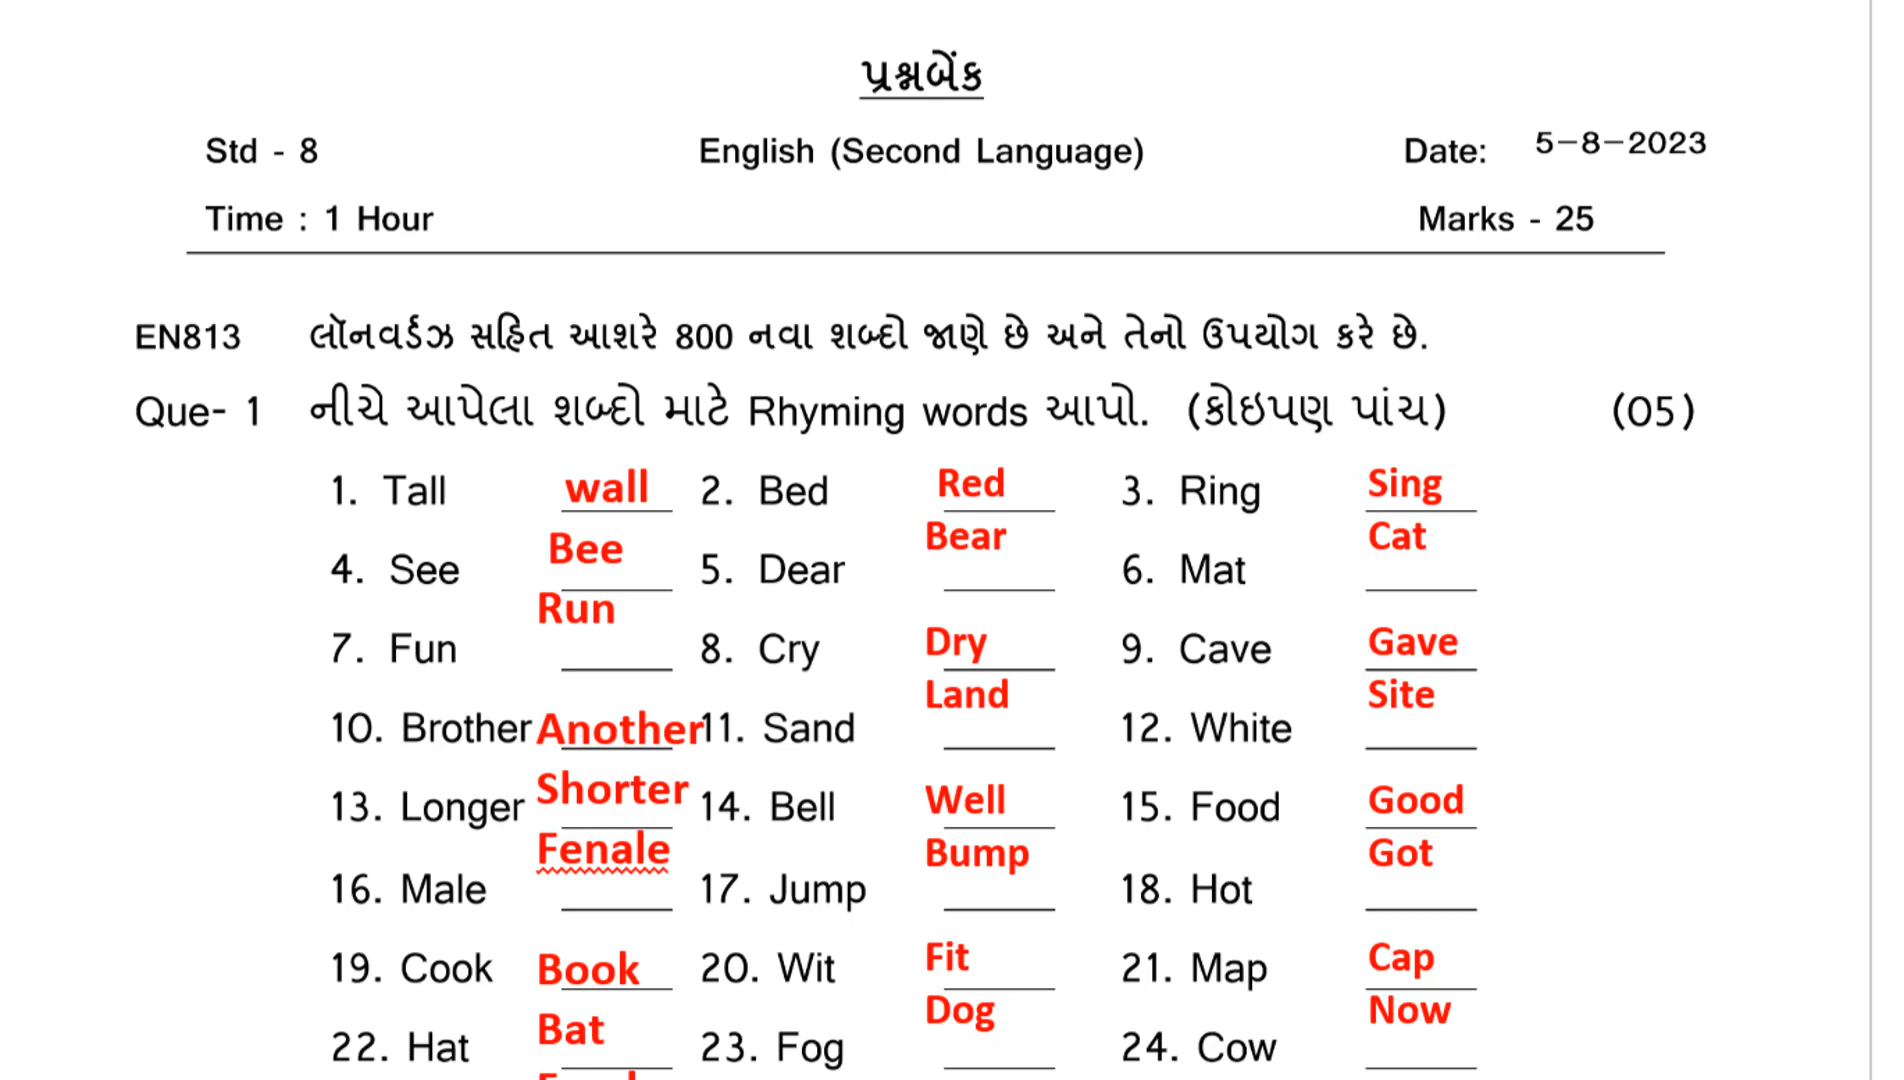 પ્રશ્નબેંક
Std - 8 English (Second Language) Date: 5-8-2023
Time : 1 Hour Marks - 25
EN813 લૉનવર્ડઝ સહિત આશરે 800 નવા શબ્દો જાણે છે અને તેનો ઉપયોગ કરે છે.
Que- 1 નીચે આપેલા શબ્દો માટે Rhyming words આપો. (કોઇપણ પાંચ) (05)
1. Tall wall 2. Bed Red 3. Ring Sing
4. See Bee 5. Dear Bear 6. Mat Cat
7. Fun Run 8. Cry Dry 9. Cave Gave
10. Brother Another 11. Sand Land 12. White Site
13. Longer Shorter 14. Bell Well 15. Food Good
16. Male Fenale 17. Jump Bump 18. Hot Got
19. Cook Book 20. Wit Fit 21. Map Cap
22. Hat Bat 23. Fog Dog 24. Cow Now